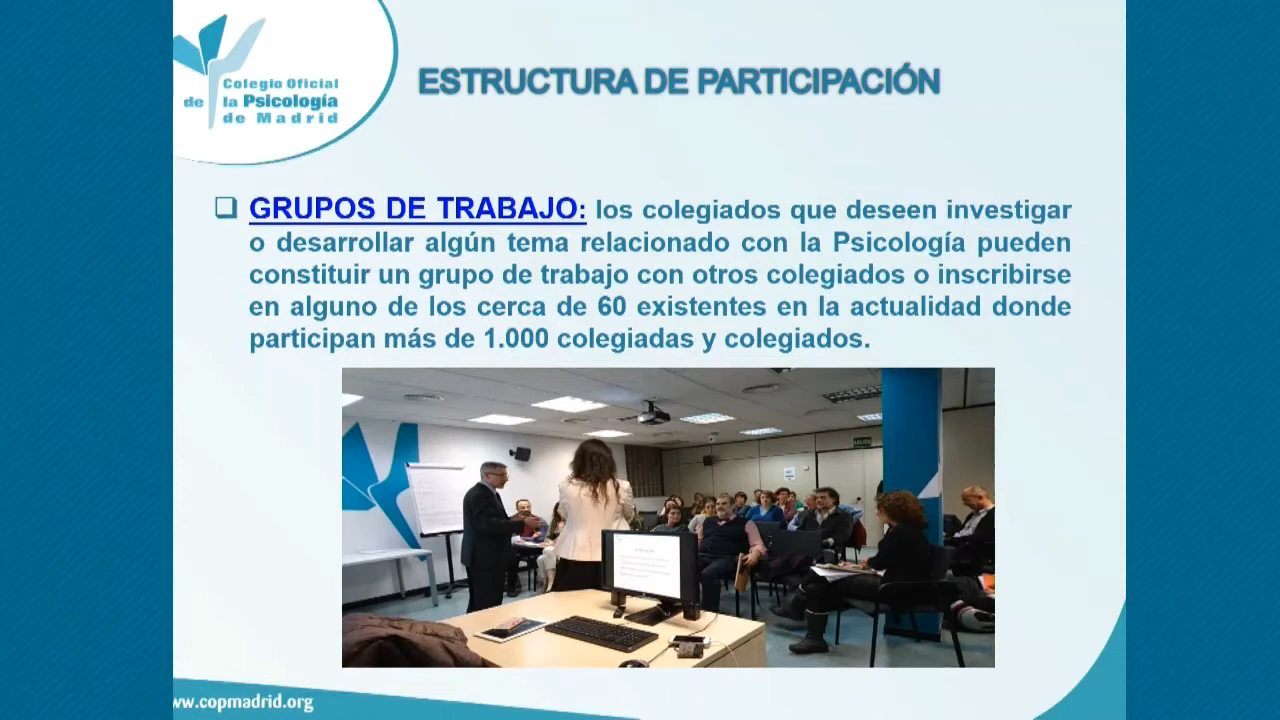 Colegio Oficial
de la Psicología
de Madrid
ESTRUCTURA DE PARTICIPACIÓN
GRUPOS DE TRABAJO: los colegiados que deseen investigar
o desarrollar algún tema relacionado con la Psicología pueden
constituir un grupo de trabajo con otros colegiados o inscribirse
en alguno de los cerca de 60 existentes en la actualidad donde
participan más de 1.000 colegiadas y colegiados.
SALIDA
ww.copmadrid.org